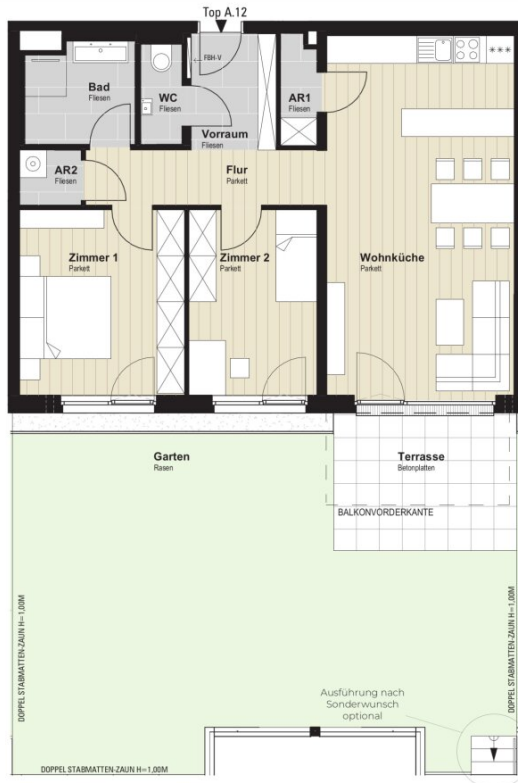 Top A.12
FBH-V
Bad
Fliesen
WC
Fliesen
Vorraum
Fliesen
AR1
Fliesen
***
AR2
Fliesen
Flur
Parkett
Zimmer 1
Parkett
Zimmer 2
Parkett
Wohnküche
Parkett
Garten
Rasen
Terrasse
Betonplatten
BALKONVORDERKANTE
DOPPEL STABMATTEN-ZAUN H=1,00M
DOPPEL STABMATTEN-ZAUN H=1,00M
Ausführung nach
Sonderwunsch
optional
DOPPEL STABMATTEN-ZAUN H=1,00M